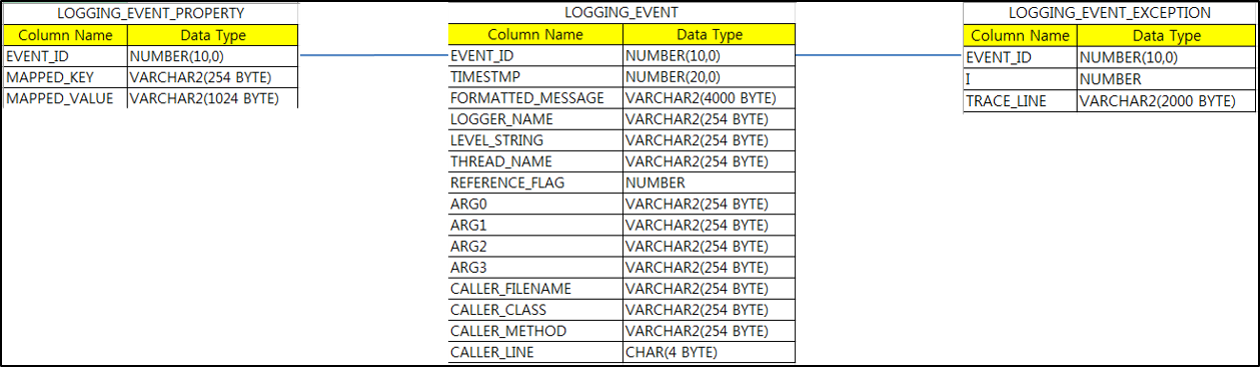 LOGGING_EVENT_PROPERTY
Column Name Data Type
EVENT_ID NUMBER(10,0)
MAPPED_KEY VARCHAR2(254 BYTE)
MAPPED_VALUE VARCHAR2(1024 BYTE)
LOGGING_EVENT
Column Name Data Type
EVENT_ID NUMBER(10,0)
TIMESTMP NUMBER(20,0)
FORMATTED_MESSAGE VARCHAR2(4000 BYTE)
LOGGER_NAME VARCHAR2(254 BYTE)
LEVEL_STRING VARCHAR2(254 BYTE)
THREAD_NAME VARCHAR2(254 BYTE)
REFERENCE_FLAG NUMBER
ARG0 VARCHAR2(254 BYTE)
ARG1 VARCHAR2(254 BYTE)
ARG2 VARCHAR2(254 BYTE)
ARG3 VARCHAR2(254 BYTE)
CALLER_FILENAME VARCHAR2(254 BYTE)
CALLER_CLASS VARCHAR2(254 BYTE)
CALLER_METHOD VARCHAR2(254 BYTE)
CALLER_LINE CHAR(4 BYTE)
LOGGING_EVENT_EXCEPTION
Column Name Data Type
EVENT_ID NUMBER(10,0)
I NUMBER
TRACE_LINE VARCHAR2(2000 BYTE)